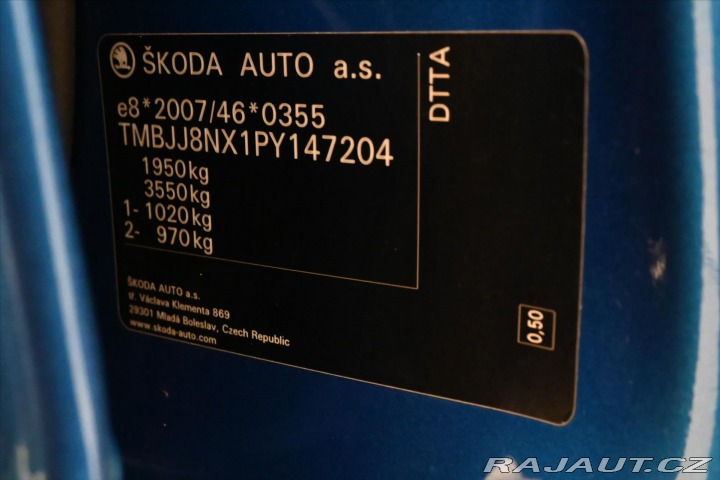 ŠKODA AUTO a.s.
e8*2007/46*0355
TMBJJ8NX1PY147204
1950kg
3550kg
1- 1020kg
2- 970kg
DTTA
ŠKODA AUTO a.s.
tř. Václava Klementa 869
29301 Mladá Boleslav, Czech Republic
www.skoda-auto.com
0,50
RAJAUT.CZ